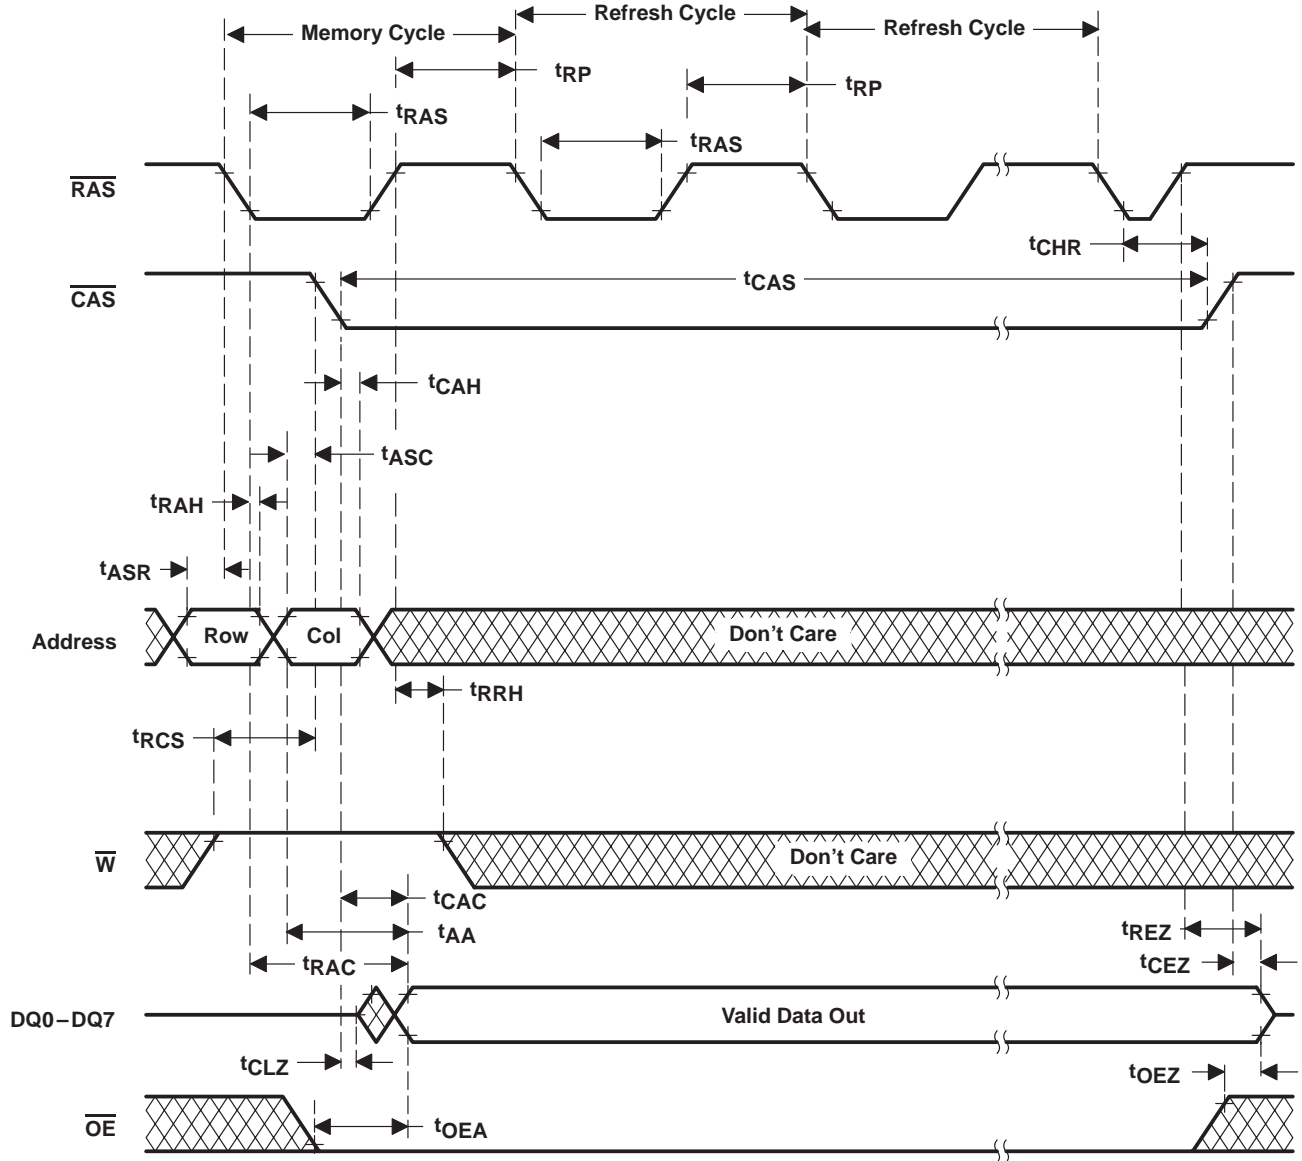 Memory Cycle
Refresh Cycle
Refresh Cycle
tRP
tRP
tRAS
tRAS
RAS
tCHR
CAS
tCAS
tCAH
tASC
tRAH
tASR
Address
Row
Col
Don't Care
tRRH
tRCS
W
Don't Care
tCAC
tAA
tREZ
tRAC
tCEZ
DQ0–DQ7
Valid Data Out
tCLZ
tOEZ
OE
tOEA